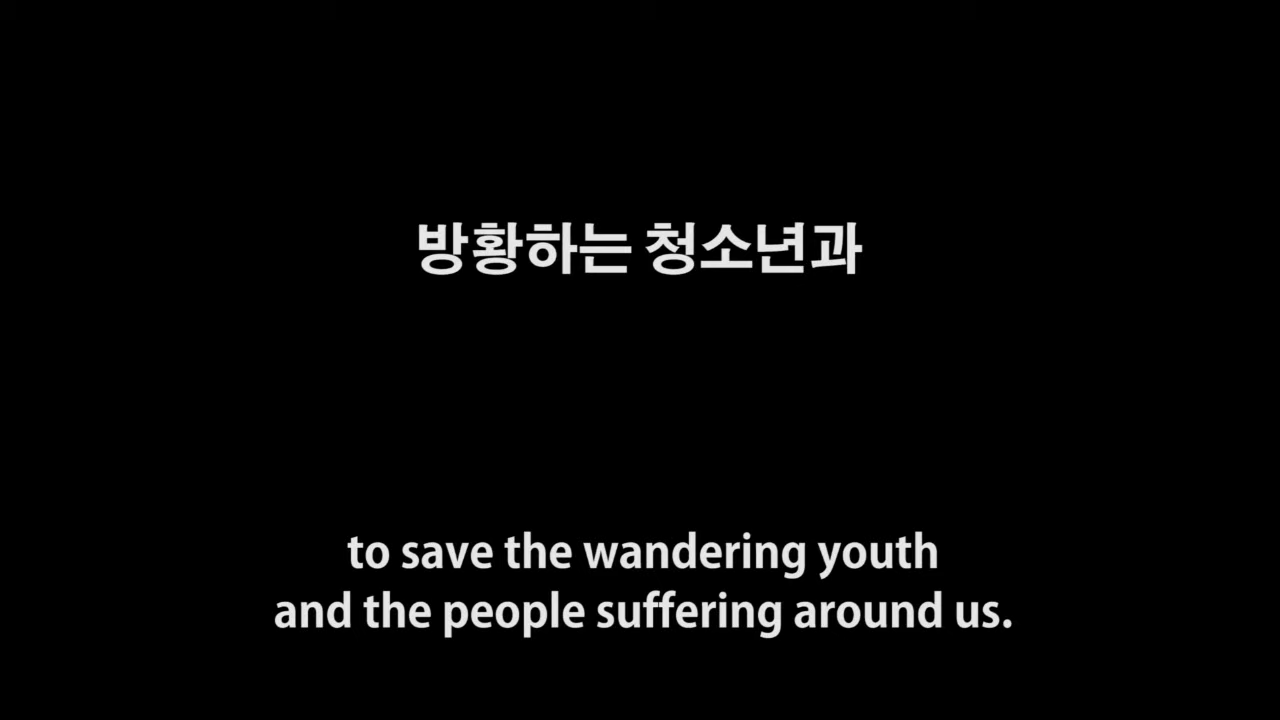 방황하는 청소년과
to save the wandering youth
and the people suffering around us.